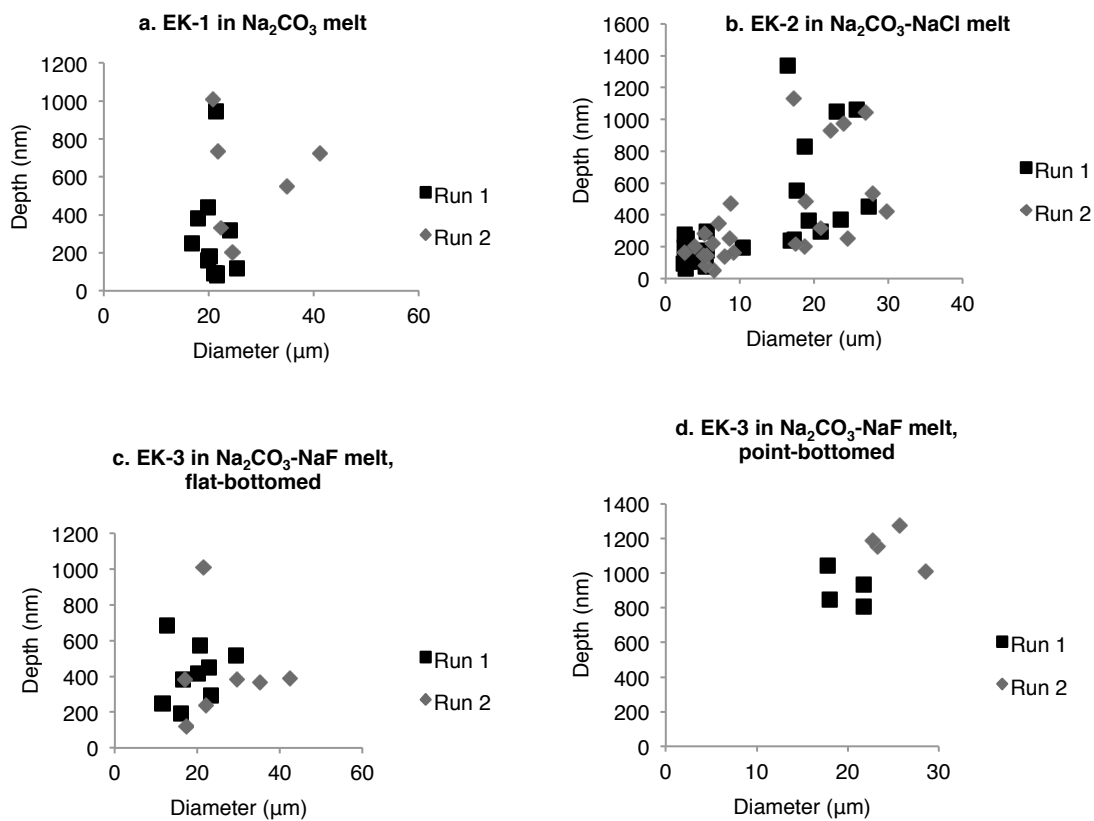 a. EK-1 in Na₂CO₃ melt
1200
1000
800
600
400
200
0
0 20 40 60
Depth (nm)
Diameter (µm)
Run 1
Run 2
b. EK-2 in Na₂CO₃-NaCl melt
1600
1400
1200
1000
800
600
400
200
0
0 10 20 30 40
Depth (nm)
Diameter (um)
Run 1
Run 2
c. EK-3 in Na₂CO₃-NaF melt,
flat-bottomed
1200
1000
800
600
400
200
0
0 20 40 60
Depth (nm)
Diameter (µm)
Run 1
Run 2
d. EK-3 in Na₂CO₃-NaF melt,
point-bottomed
1400
1200
1000
800
600
400
200
0
0 10 20 30
Depth (nm)
Diameter (µm)
Run 1
Run 2